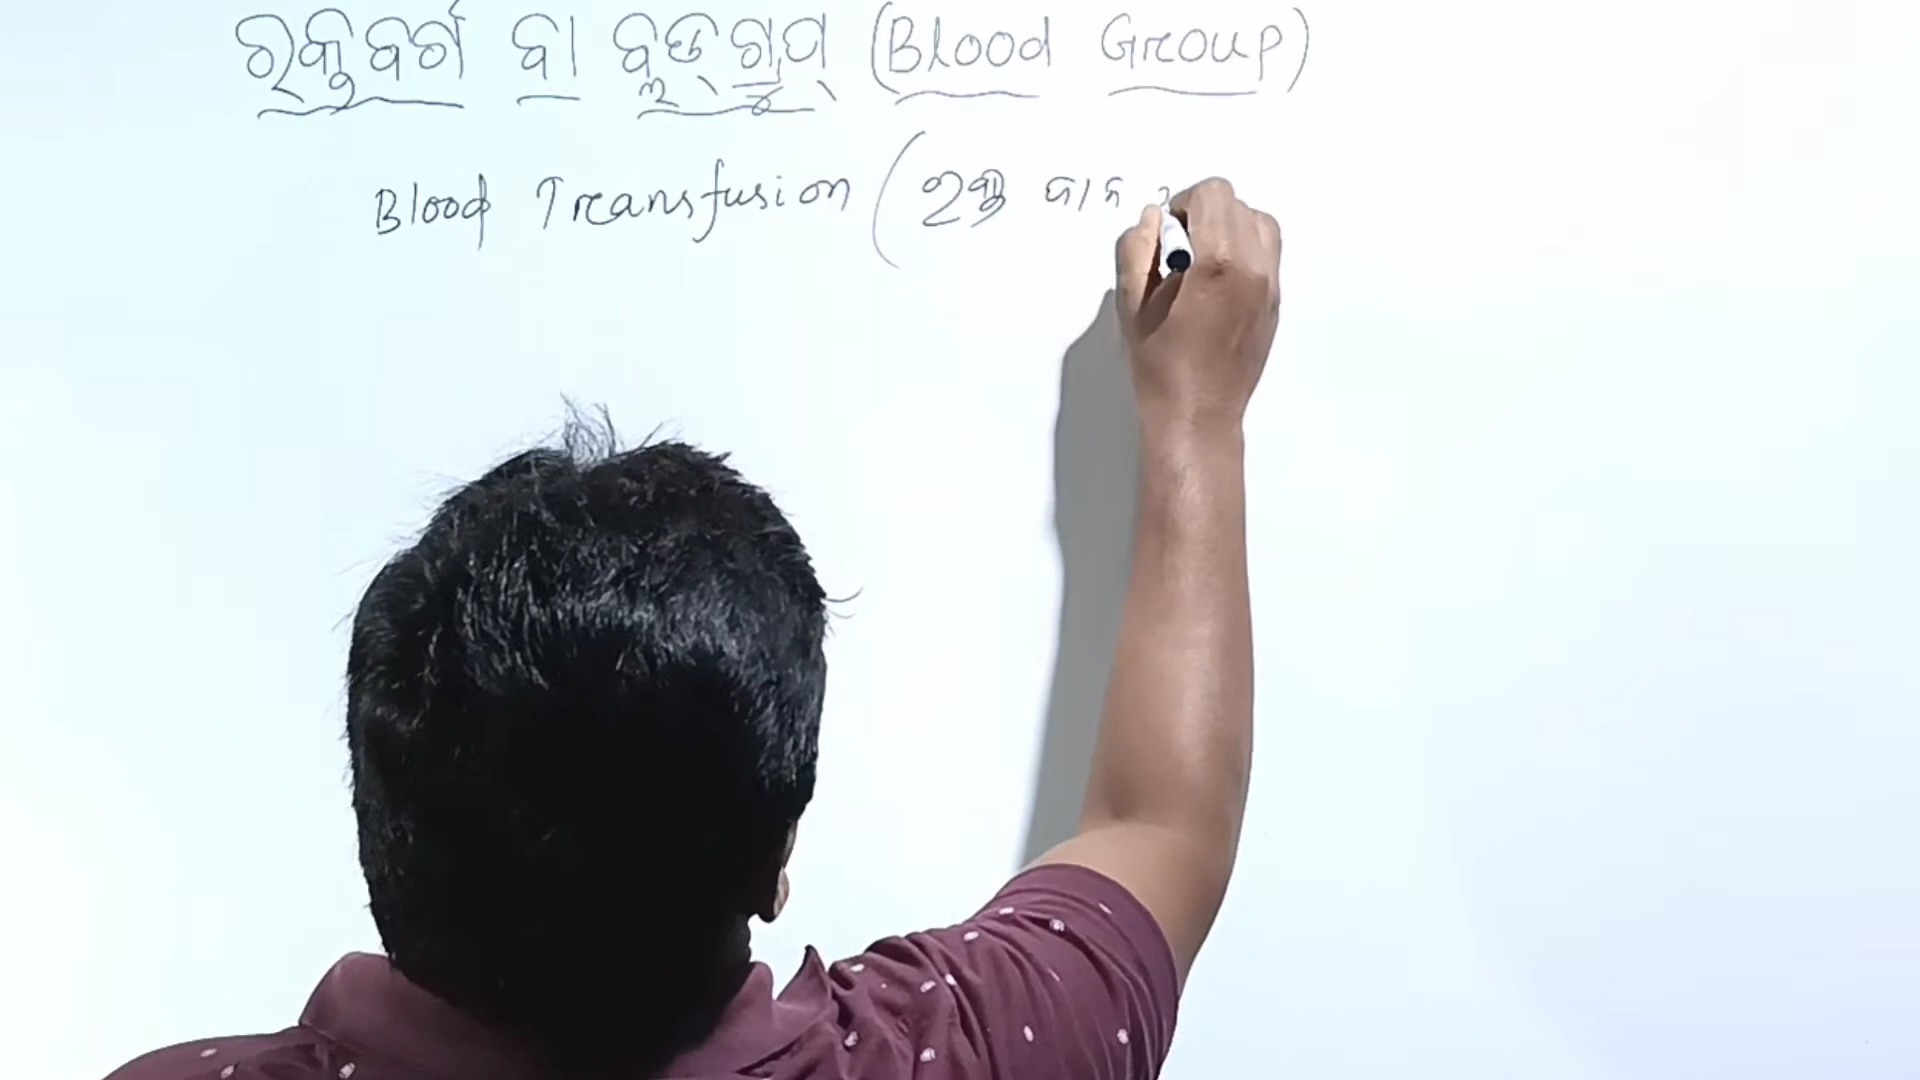 ରକ୍ତବର୍ଗ ବା ବ୍ଲଡ୍‌ଗ୍ରୁପ୍ (Blood Group)
Blood Transfusion (ରକ୍ତ ଦାନ